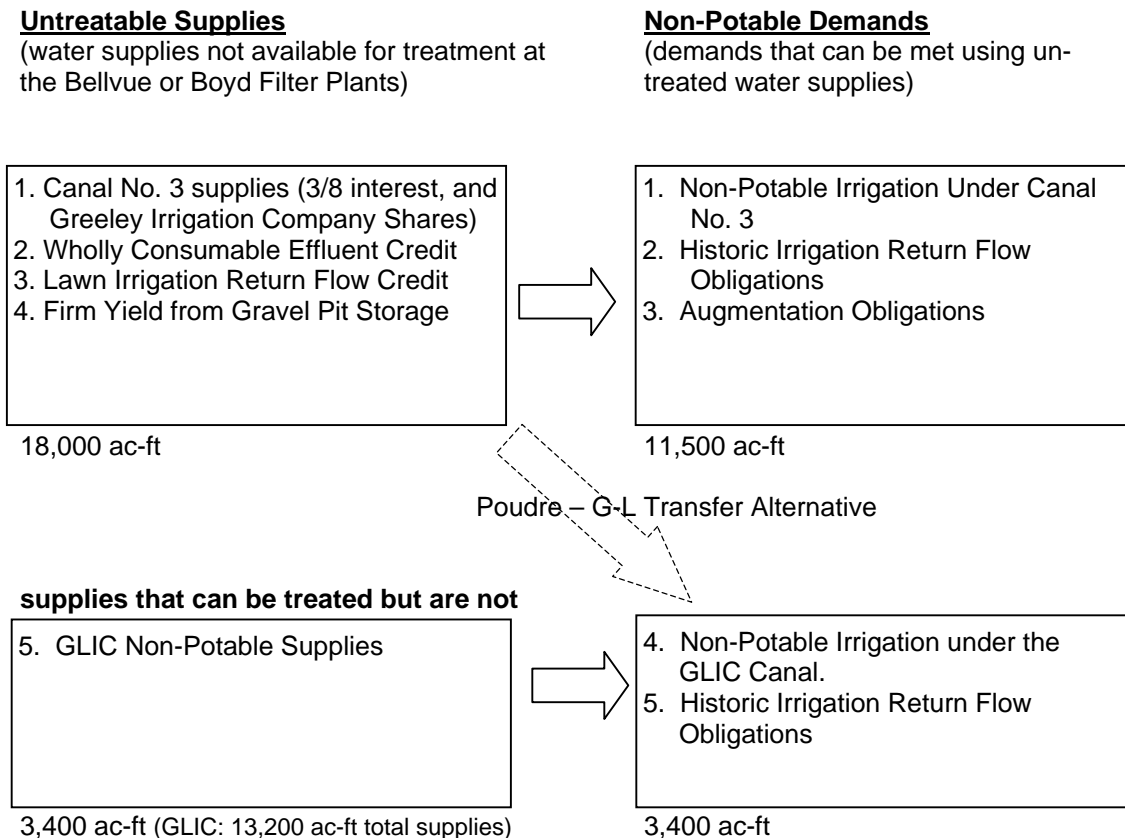 Untreatable Supplies
(water supplies not available for treatment at
the Bellvue or Boyd Filter Plants)
Non-Potable Demands
(demands that can be met using un-
treated water supplies)
1. Canal No. 3 supplies (3/8 interest, and
Greeley Irrigation Company Shares)
2. Wholly Consumable Effluent Credit
3. Lawn Irrigation Return Flow Credit
4. Firm Yield from Gravel Pit Storage
18,000 ac-ft
1. Non-Potable Irrigation Under Canal
No. 3
2. Historic Irrigation Return Flow
Obligations
3. Augmentation Obligations
11,500 ac-ft
Poudre – G-L Transfer Alternative
supplies that can be treated but are not
5. GLIC Non-Potable Supplies
3,400 ac-ft (GLIC: 13,200 ac-ft total supplies)
4. Non-Potable Irrigation under the
GLIC Canal.
5. Historic Irrigation Return Flow
Obligations
3,400 ac-ft